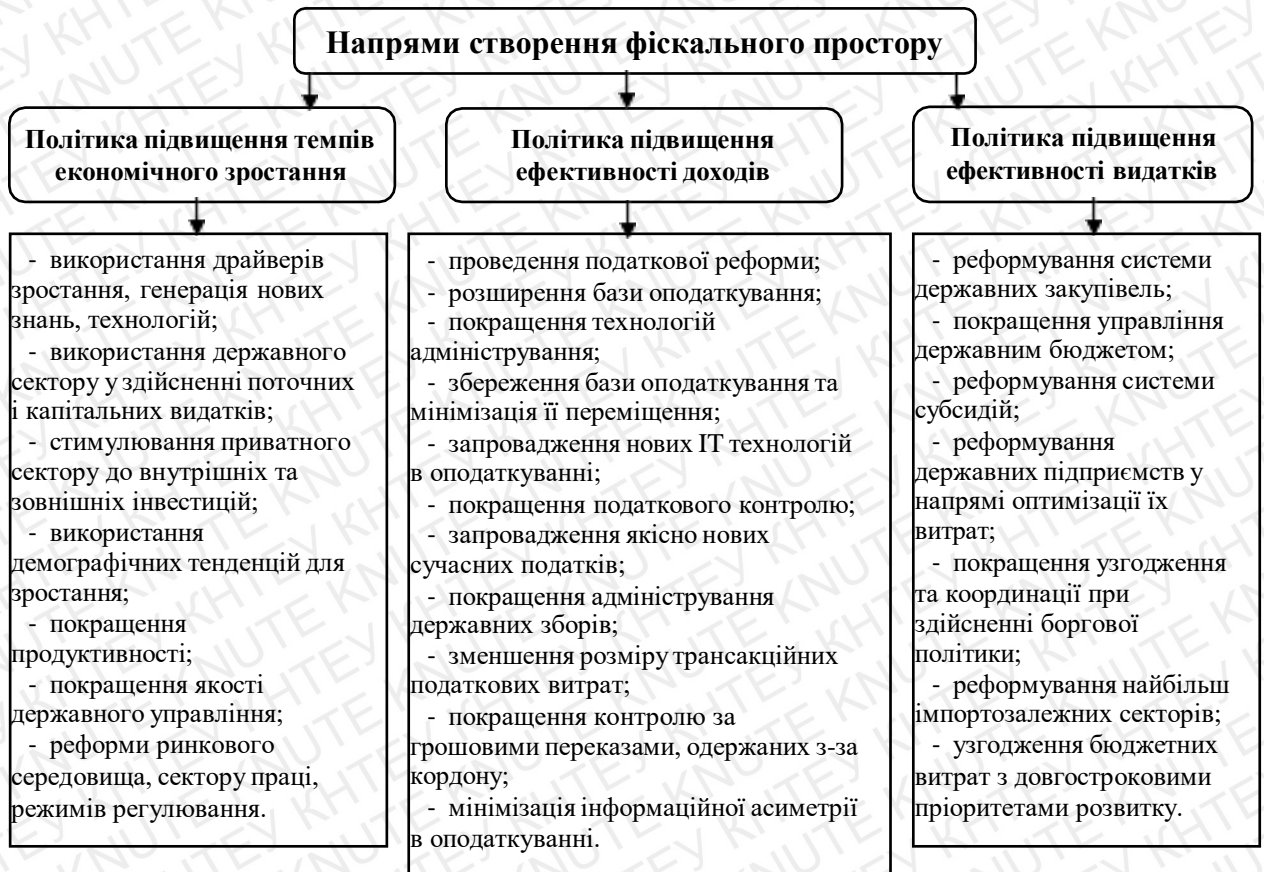 Напрями створення фіскального простору
Політика підвищення темпів
економічного зростання
- використання драйверів
зростання, генерація нових
знань, технологій;
- використання державного
сектору у здійсненні поточних
і капітальних видатків;
- стимулювання приватного
сектору до внутрішніх та
зовнішніх інвестицій;
- використання
демографічних тенденцій для
зростання;
- покращення
продуктивності;
- покращення якості
державного управління;
- реформи ринкового
середовища, сектору праці,
режимів регулювання.
Політика підвищення
ефективності доходів
- проведення податкової реформи;
- розширення бази оподаткування;
- покращення технологій
адміністрування;
- збереження бази оподаткування та
мінімізація її переміщення;
- запровадження нових ІТ технологій
в оподаткуванні;
- покращення податкового контролю;
- запровадження якісно нових
сучасних податків;
- покращення адміністрування
державних зборів;
- зменшення розміру трансакційних
податкових витрат;
- покращення контролю за
грошовими переказами, одержаних з-за
кордону;
- мінімізація інформаційної асиметрії
в оподаткуванні.
Політика підвищення
ефективності видатків
- реформування системи
державних закупівель;
- покращення управління
державним бюджетом;
- реформування системи
субсидій;
- реформування
державних підприємств у
напрямі оптимізації їх
витрат;
- покращення узгодження
та координації при
здійсненні боргової
політики;
- реформування найбільш
імпортозалежних секторів;
- узгодження бюджетних
витрат з довгостроковими
пріоритетами розвитку.